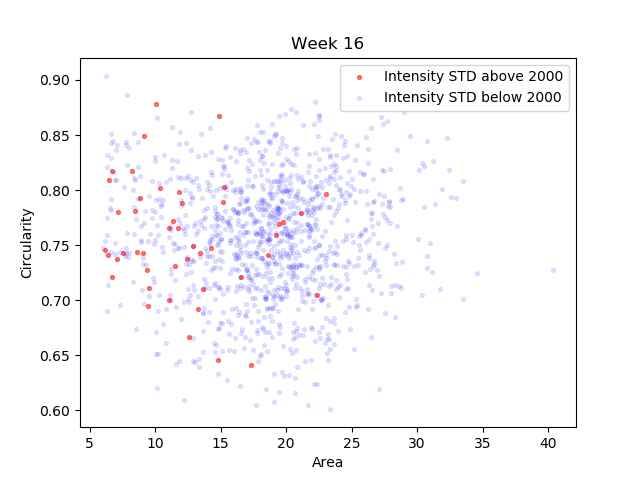 Week 16
Intensity STD above 2000
Intensity STD below 2000
0.90
0.85
0.80
0.75
0.70
0.65
0.60
Circularity
5 10 15 20 25 30 35 40
Area